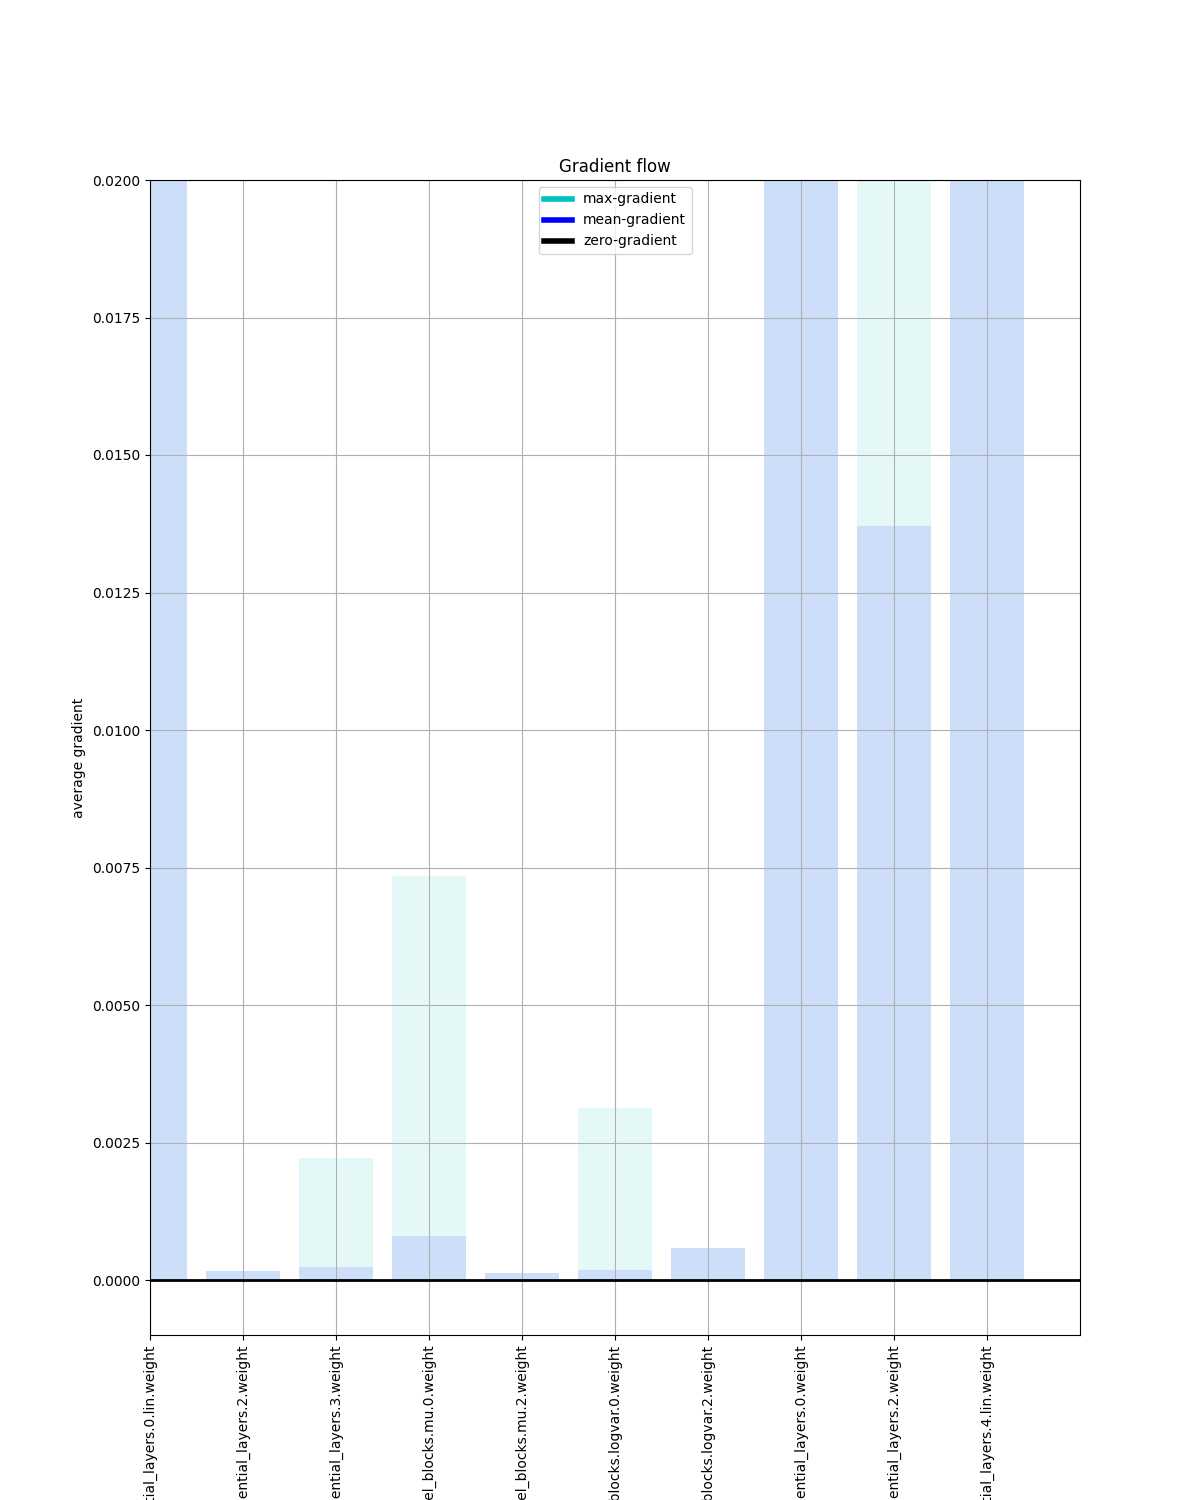 Gradient flow
max-gradient
mean-gradient
zero-gradient
average gradient
0.0200
0.0175
0.0150
0.0125
0.0100
0.0075
0.0050
0.0025
0.0000
tial_layers.0.lin.weight
ential_layers.2.weight
ential_layers.3.weight
el_blocks.mu.0.weight
el_blocks.mu.2.weight
blocks.logvar.0.weight
blocks.logvar.2.weight
ential_layers.0.weight
ential_layers.2.weight
tial_layers.4.lin.weight